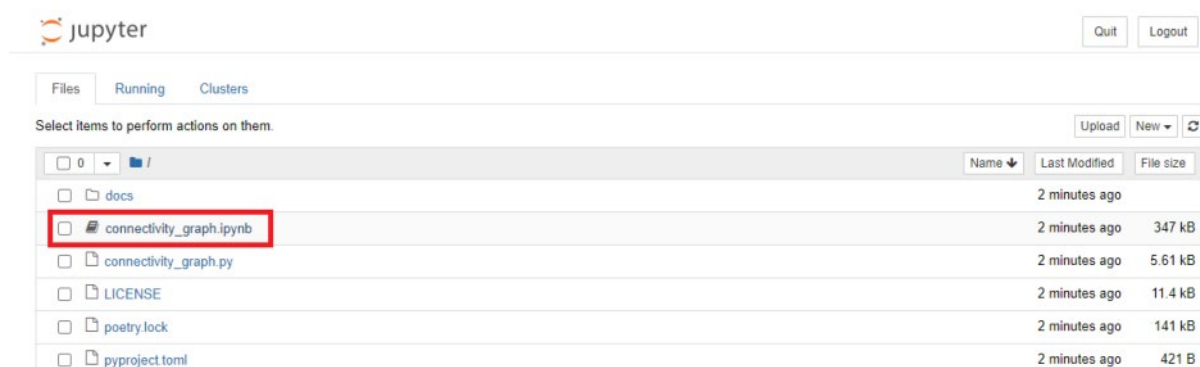 jupyter Quit Logout
Files Running Clusters
Select items to perform actions on them. Upload New
0 / Name Last Modified File size
docs 2 minutes ago
connectivity_graph.ipynb 2 minutes ago 347 kB
connectivity_graph.py 2 minutes ago 5.61 kB
LICENSE 2 minutes ago 11.4 kB
poetry.lock 2 minutes ago 141 kB
pyproject.toml 2 minutes ago 421 B